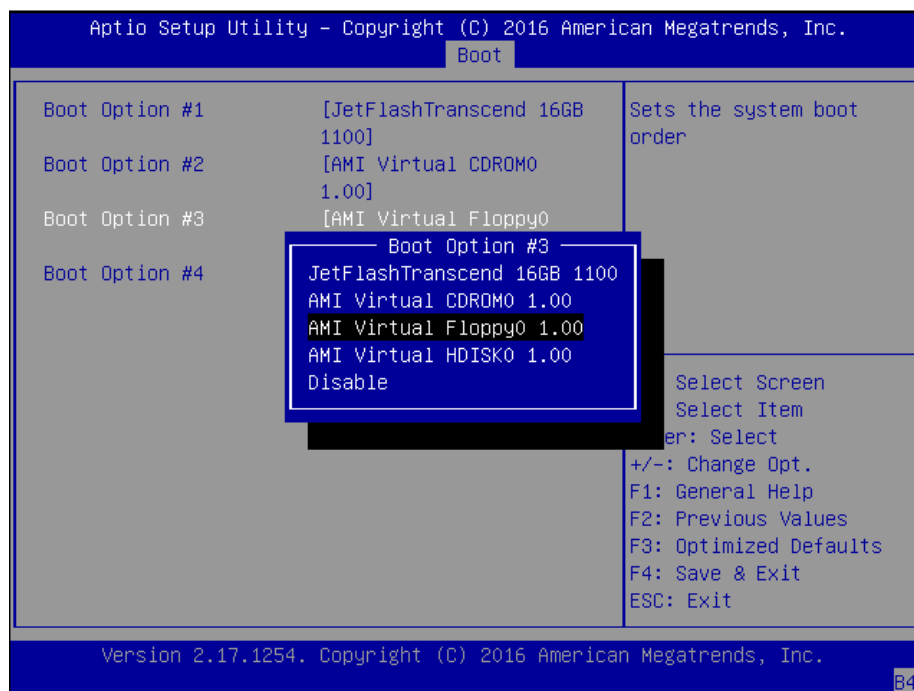 Aptio Setup Utility – Copyright (C) 2016 American Megatrends, Inc.
Boot
Boot Option #1 [JetFlashTranscend 16GB
1100]
Boot Option #2 [AMI Virtual CDROM0
1.00]
Boot Option #3 [AMI Virtual Floppy0
Boot Option #4
Boot Option #3
JetFlashTranscend 16GB 1100
AMI Virtual CDROM0 1.00
AMI Virtual Floppy0 1.00
AMI Virtual HDISK0 1.00
Disable
Sets the system boot
order
Select Screen
Select Item
er: Select
+/-: Change Opt.
F1: General Help
F2: Previous Values
F3: Optimized Defaults
F4: Save & Exit
ESC: Exit
Version 2.17.1254. Copyright (C) 2016 American Megatrends, Inc.
B4